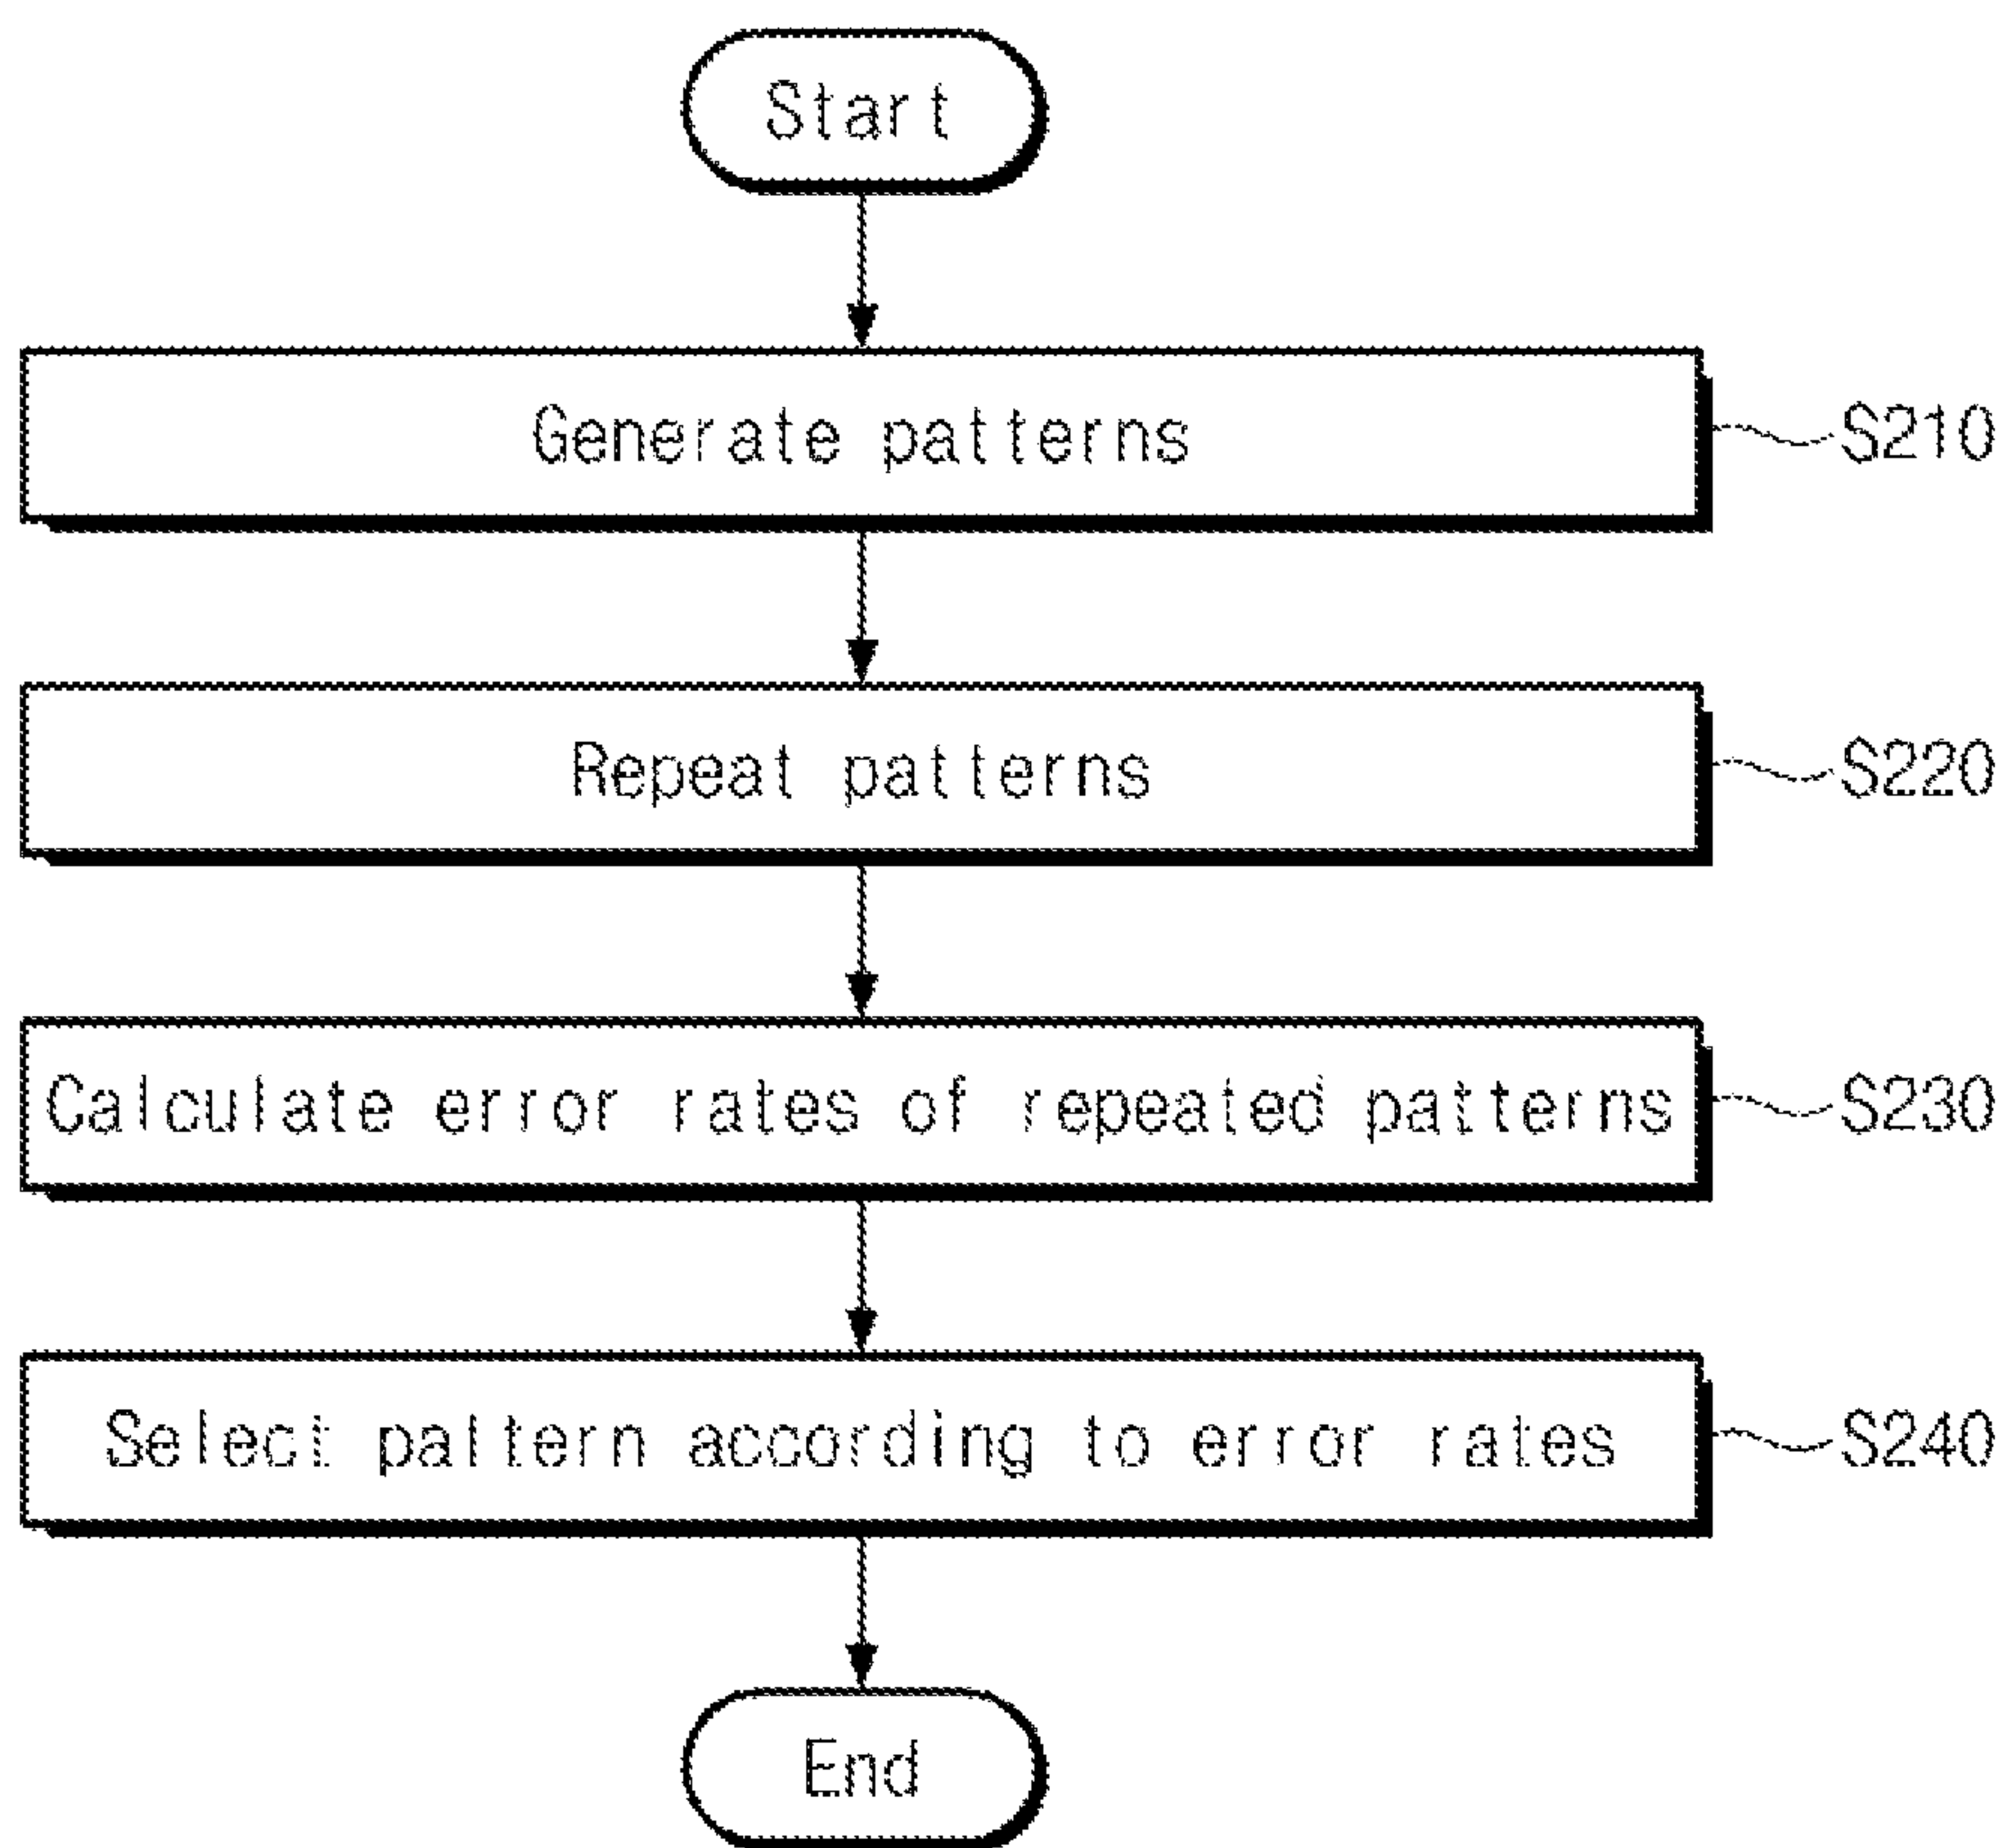 Start
Generate patterns
S210
Repeat patterns
S220
Calculate error rates of repeated patterns
S230
Select pattern according to error rates
S240
End